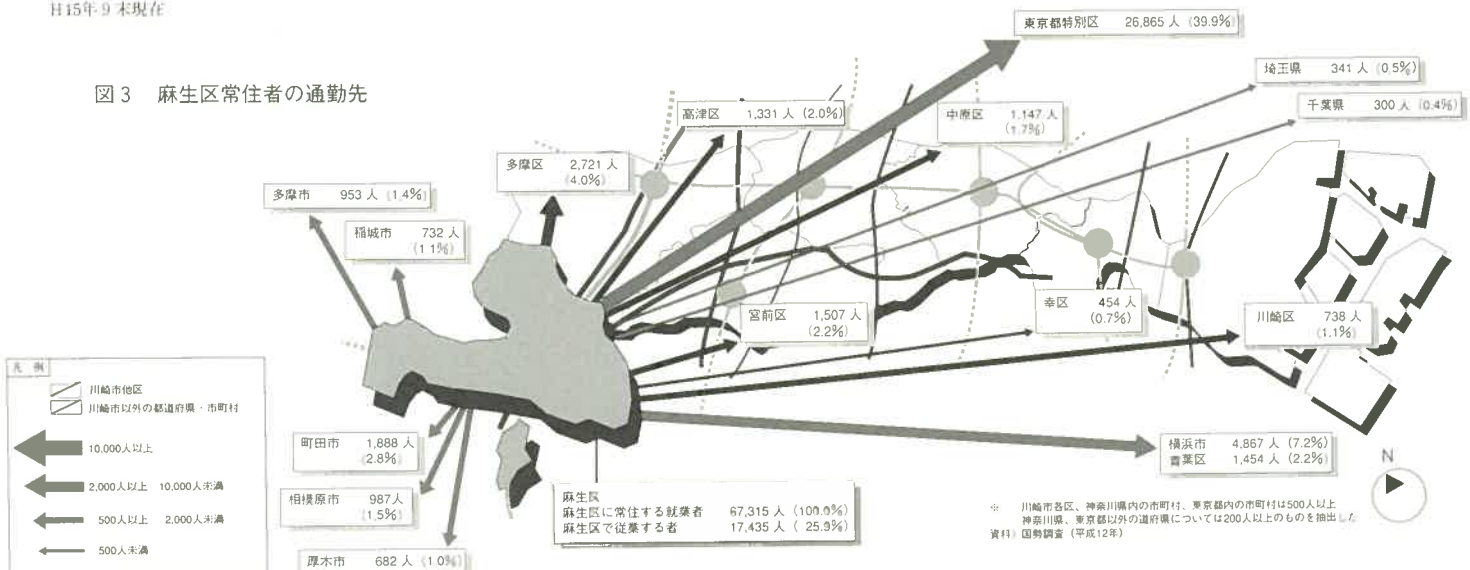 H15年9末現在
図3 麻生区常住者の通勤先
東京都特別区 26,865人 (39.9%)
埼玉県 341人 (0.5%)
千葉県 300人 (0.4%)
高津区 1,331人 (2.0%)
中原区 1,147人
(1.7%)
多摩区 2,721人
(4.0%)
多摩市 953人 (1.4%)
稲城市 732人
(1.1%)
宮前区 1,507人
(2.2%)
幸区 454人
(0.7%)
川崎区 738人
(1.1%)
凡例
川崎市他区
川崎市以外の都道府県・市町村
10,000人以上
2,000人以上 10,000人未満
500人以上 2,000人未満
500人未満
町田市 1,888人
(2.8%)
相模原市 987人
(1.5%)
厚木市 682人 (1.0%)
麻生区
麻生区に常住する就業者 67,315人 (100.0%)
麻生区で従業する者 17,435人 (25.9%)
横浜市 4,867人 (7.2%)
青葉区 1,454人 (2.2%)
N
※ 川崎市各区、神奈川県内の市町村、東京都内の市町村は500人以上
神奈川県、東京都以外の道府県については200人以上のものを抽出した
資料）国勢調査（平成12年）